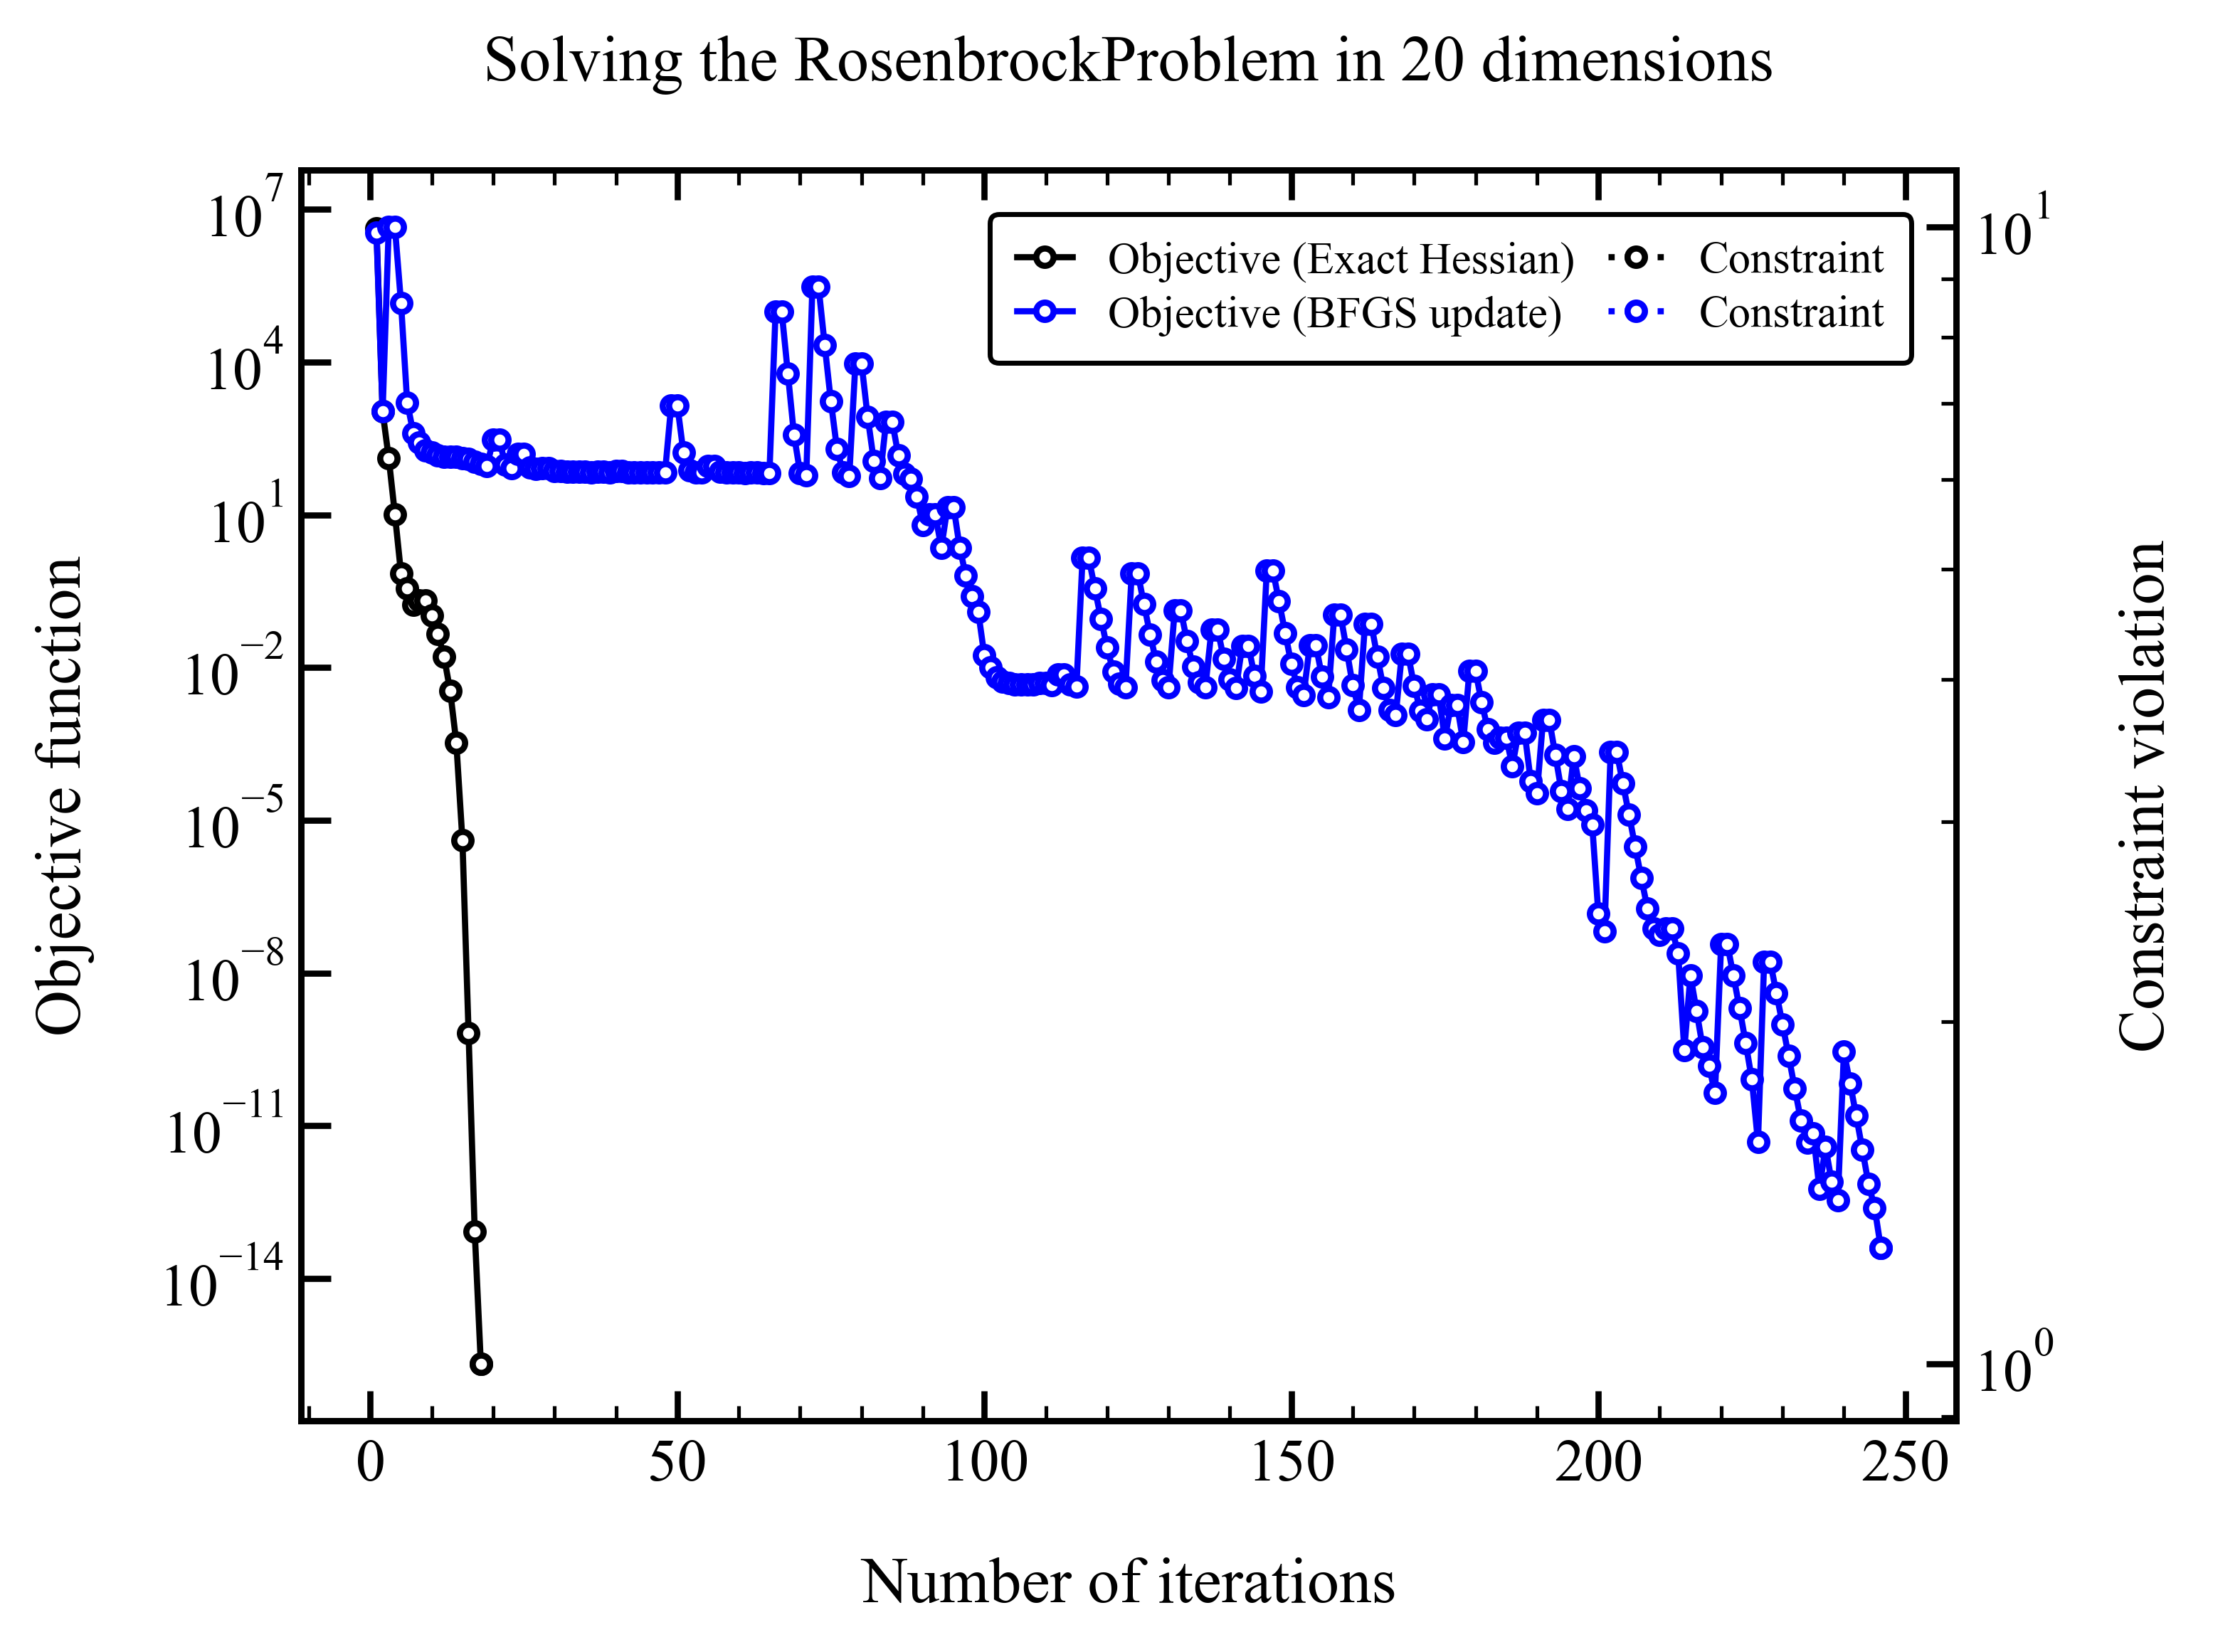 Solving the RosenbrockProblem in 20 dimensions
Objective function
10^7
10^4
10^1
10^−2
10^−5
10^−8
10^−11
10^−14
Objective (Exact Hessian)
Objective (BFGS update)
Constraint
Constraint
10^1
10^0
Constraint violation
0 50 100 150 200 250
Number of iterations